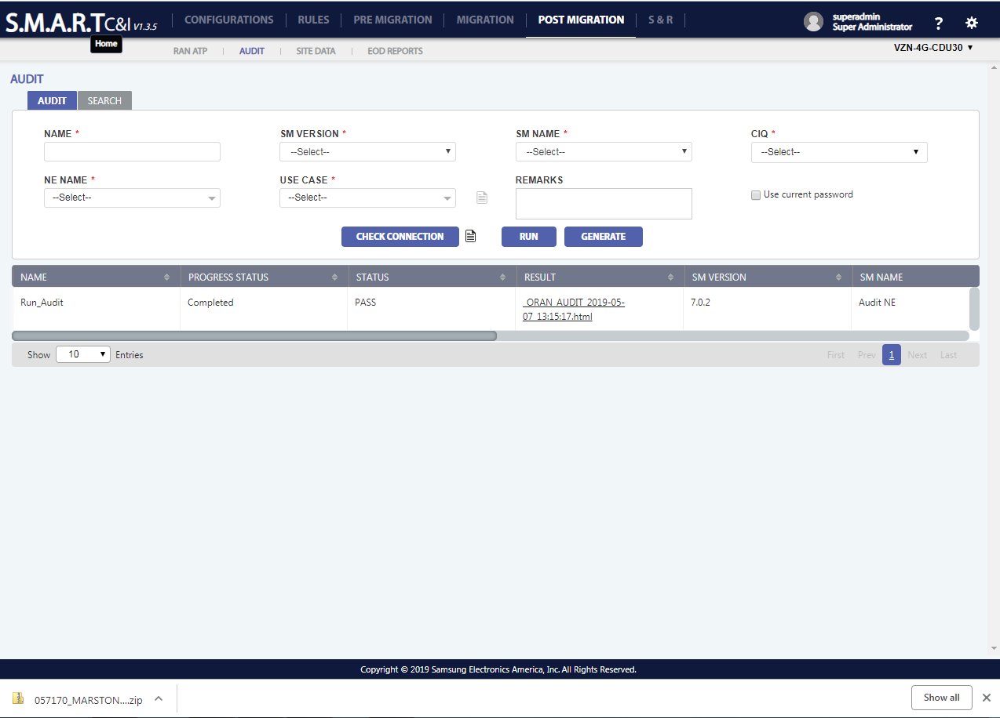 S.M.A.R.T C&I V1.3.5
CONFIGURATIONS RULES PRE MIGRATION MIGRATION POST MIGRATION S & R
superadmin
Super Administrator
?
Home
RAN ATP AUDIT SITE DATA EOD REPORTS
VZN-4G-CDU30
AUDIT
AUDIT SEARCH
NAME * SM VERSION * SM NAME * CIQ *
--Select-- --Select-- --Select--
NE NAME * USE CASE * REMARKS
--Select-- --Select-- Use current password
CHECK CONNECTION RUN GENERATE
NAME PROGRESS STATUS STATUS RESULT SM VERSION SM NAME
Run_Audit Completed PASS _ORAN_AUDIT_2019-05- 7.0.2 Audit NE
07_13:15:17.html
Show 10 Entries First Prev 1 Next Last
Copyright © 2019 Samsung Electronics America, Inc. All Rights Reserved.
057170_MARSTON....zip Show all